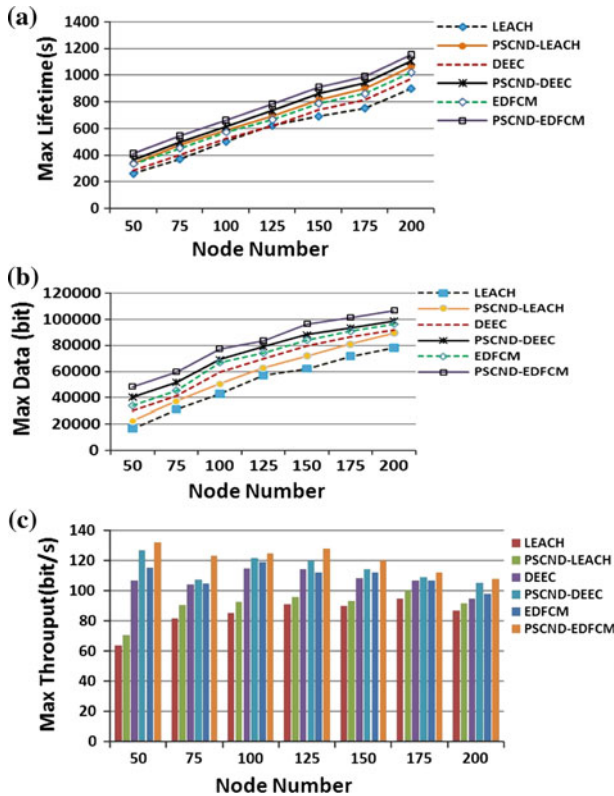 (a)
Max Lifetime(s)
1400
1200
1000
800
600
400
200
0
50 75 100 125 150 175 200
Node Number
LEACH
PSCND-LEACH
DEEC
PSCND-DEEC
EDFCM
PSCND-EDFCM
(b)
Max Data (bit)
120000
100000
80000
60000
40000
20000
0
50 75 100 125 150 175 200
Node Number
LEACH
PSCND-LEACH
DEEC
PSCND-DEEC
EDFCM
PSCND-EDFCM
(c)
Max Throuput(bit/s)
140
120
100
80
60
40
20
0
50 75 100 125 150 175 200
Node Number
LEACH
PSCND-LEACH
DEEC
PSCND-DEEC
EDFCM
PSCND-EDFCM